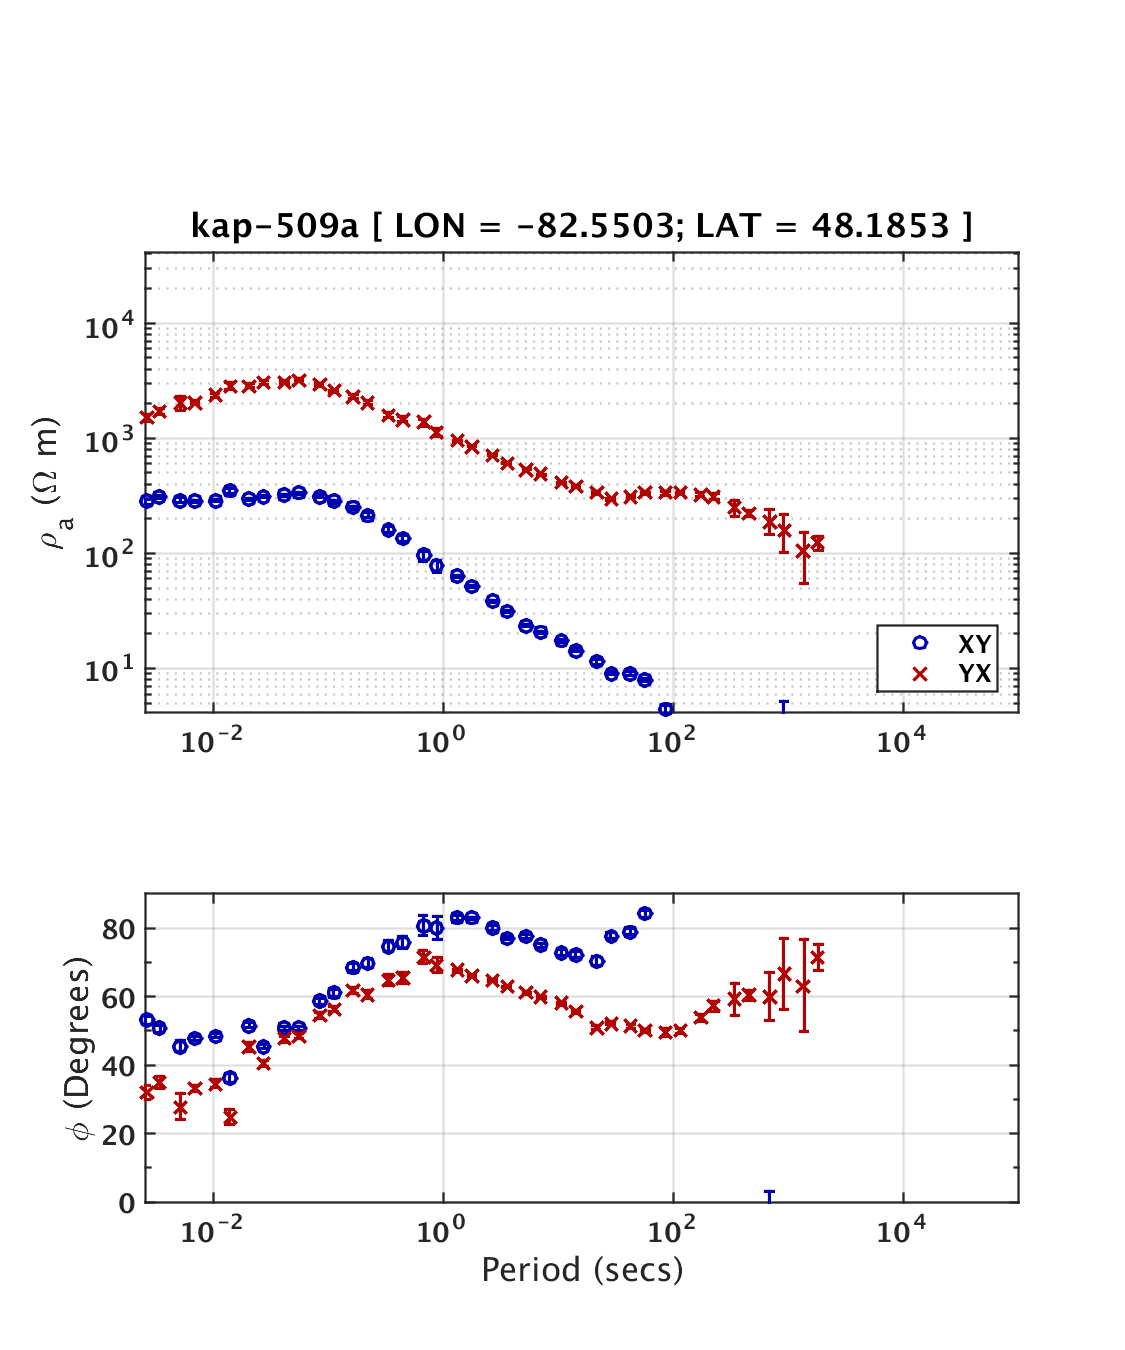 kap-509a [ LON = -82.5503; LAT = 48.1853 ]
ρa (Ω m)
10^4
10^3
10^2
10^1
XY
YX
10^-2 10^0 10^2 10^4
ϕ (Degrees)
80
60
40
20
0
10^-2 10^0 10^2 10^4
Period (secs)